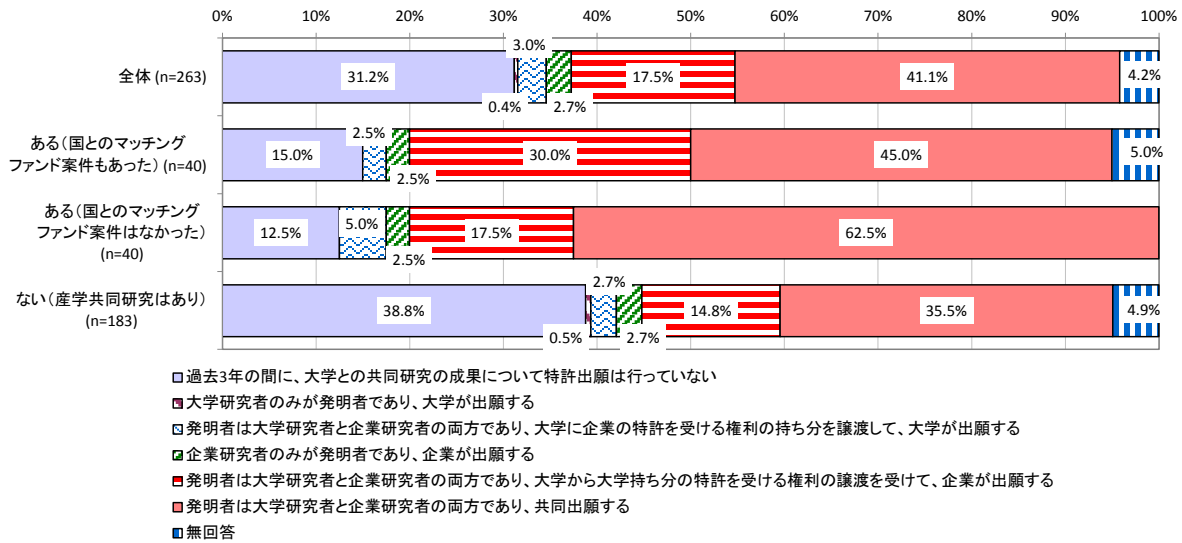 0% 10% 20% 30% 40% 50% 60% 70% 80% 90% 100%
全体 (n=263)
31.2% 0.4% 3.0% 2.7% 17.5% 41.1% 4.2%
ある（国とのマッチング
ファンド案件もあった）(n=40)
15.0% 2.5% 2.5% 30.0% 45.0% 5.0%
ある（国とのマッチング
ファンド案件はなかった）
(n=40)
12.5% 5.0% 2.5% 17.5% 62.5%
ない（産学共同研究はあり）
(n=183)
38.8% 0.5% 2.7% 2.7% 14.8% 35.5% 4.9%
過去3年の間に、大学との共同研究の成果について特許出願は行っていない
大学研究者のみが発明者であり、大学が出願する
発明者は大学研究者と企業研究者の両方であり、大学に企業の特許を受ける権利の持ち分を譲渡して、大学が出願する
企業研究者のみが発明者であり、企業が出願する
発明者は大学研究者と企業研究者の両方であり、大学から大学持ち分の特許を受ける権利の譲渡を受けて、企業が出願する
発明者は大学研究者と企業研究者の両方であり、共同出願する
無回答